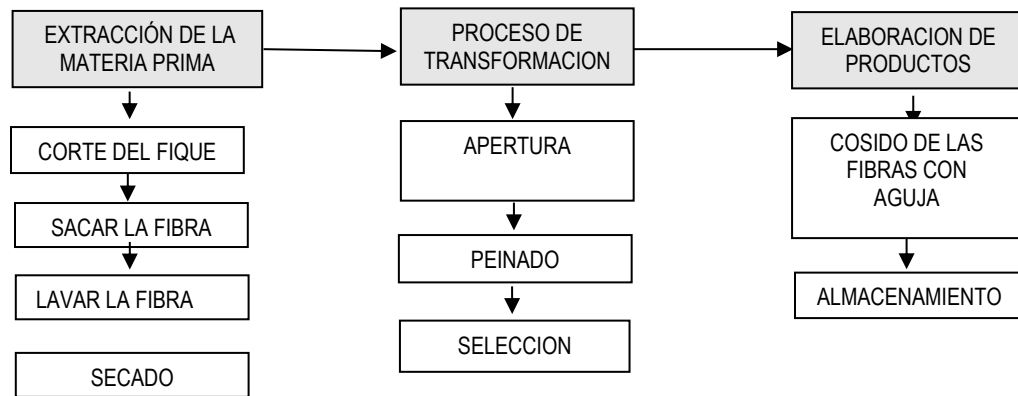 EXTRACCIÓN DE LA
MATERIA PRIMA
CORTE DEL FIQUE
SACAR LA FIBRA
LAVAR LA FIBRA
SECADO
PROCESO DE
TRANSFORMACION
APERTURA
PEINADO
SELECCION
ELABORACION DE
PRODUCTOS
COSIDO DE LAS
FIBRAS CON
AGUJA
ALMACENAMIENTO